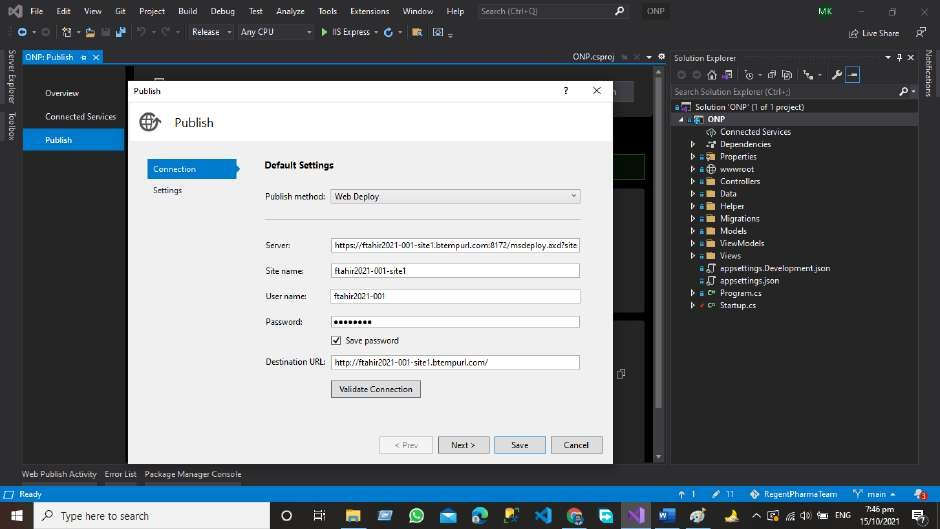 File Edit View Git Project Build Debug Test Analyze Tools Extensions Window Help Search (Ctrl+Q) ONP MK
Release Any CPU IIS Express Live Share
Server Explorer
Toolbox
ONP: Publish
ONP.csproj
Overview
Connected Services
Publish
Publish
?
Publish
Connection
Settings
Default Settings
Publish method: Web Deploy
Server: https://ftahir2021-001-site1.btempurl.com:8172/msdeploy.axd?site
Site name: ftahir2021-001-site1
User name: ftahir2021-001
Password: ●●●●●●●●
Save password
Destination URL: http://ftahir2021-001-site1.btempurl.com/
Validate Connection
< Prev Next > Save Cancel
Solution Explorer
Search Solution Explorer (Ctrl+;)
Solution 'ONP' (1 of 1 project)
ONP
Connected Services
Dependencies
Properties
wwwroot
Controllers
Data
Helper
Migrations
Models
ViewModels
Views
appsettings.Development.json
appsettings.json
Program.cs
Startup.cs
Notifications
Web Publish Activity Error List Package Manager Console
Ready 1 11 RegentPharmaTeam main
Type here to search
ENG
7:46 pm
15/10/2021